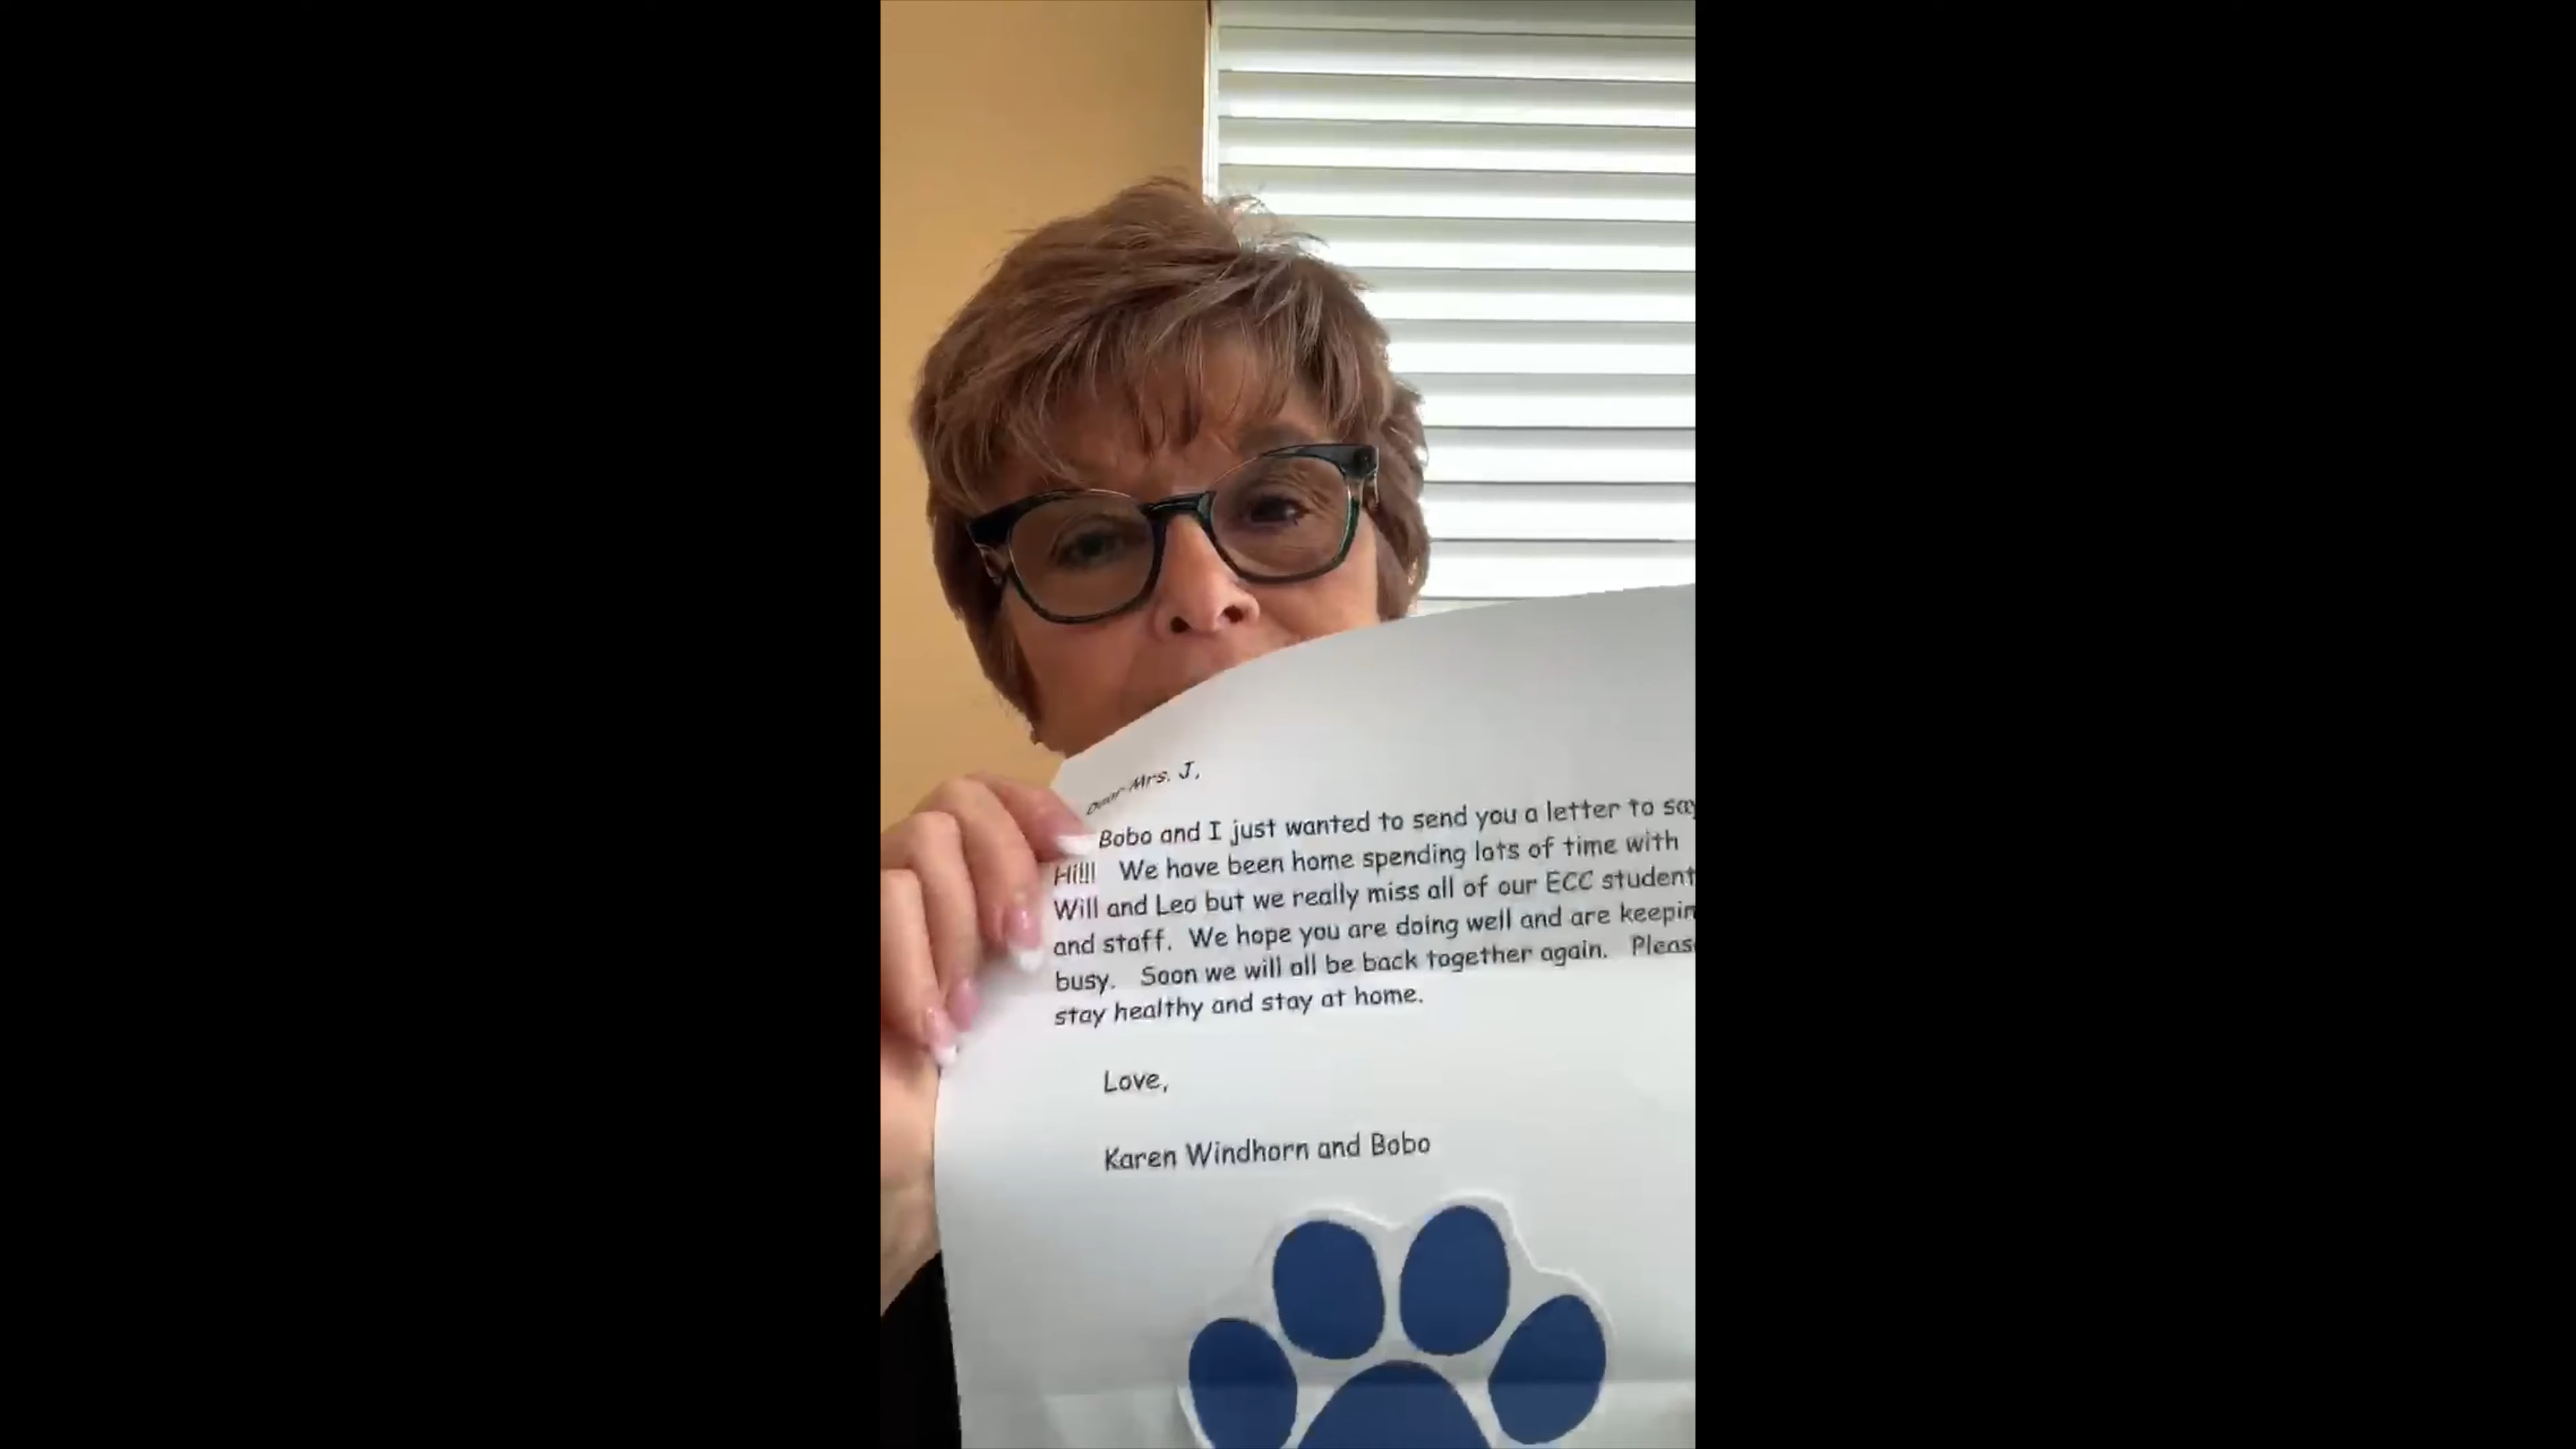 Dear Mrs. J,
Bobo and I just wanted to send you a letter to say
Hi!!! We have been home spending lots of time with
Will and Leo but we really miss all of our ECC student
and staff. We hope you are doing well and are keepin
busy. Soon we will all be back together again. Pleas
stay healthy and stay at home.
Love,
Karen Windhorn and Bobo